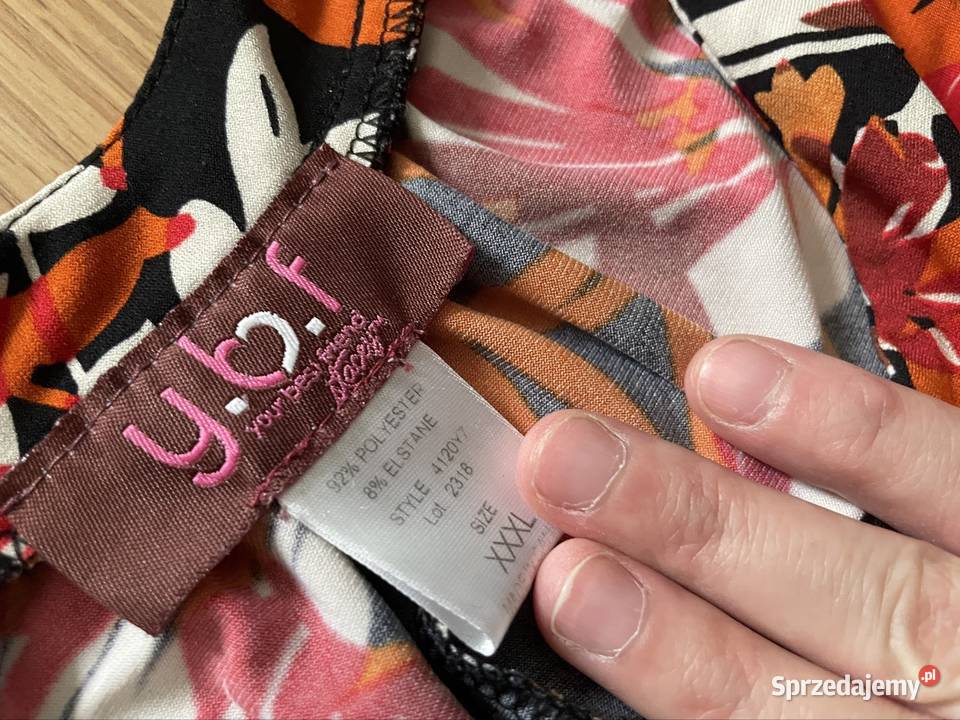 y.b.f.
your best friend
92% POLYESTER
8% ELSTANE
STYLE 4120Y7
Lot. 2318
SIZE
XXXL
Sprzedajemy.pl